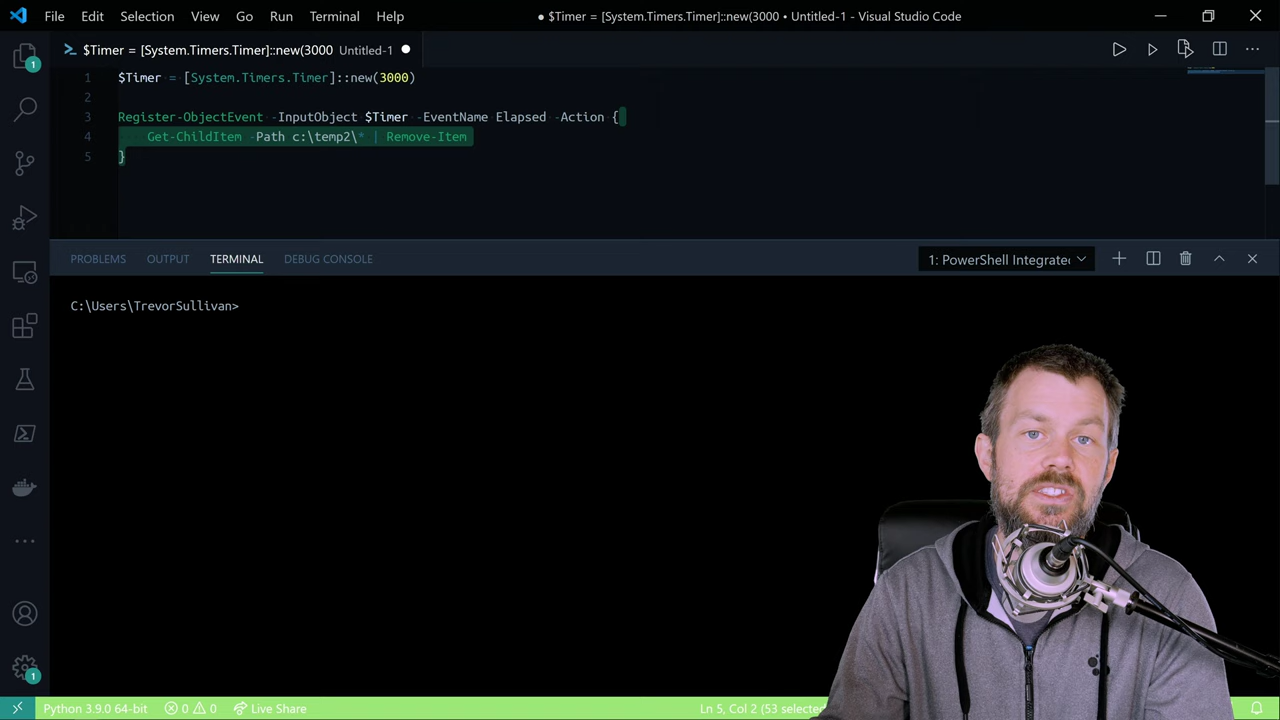 File Edit Selection View Go Run Terminal Help
● $Timer = [System.Timers.Timer]::new(3000 • Untitled-1 - Visual Studio Code
$Timer = [System.Timers.Timer]::new(3000 Untitled-1
1 $Timer = [System.Timers.Timer]::new(3000)
2
3 Register-ObjectEvent -InputObject $Timer -EventName Elapsed -Action {
4 Get-ChildItem -Path c:\temp2\* | Remove-Item
5 }
PROBLEMS OUTPUT TERMINAL DEBUG CONSOLE
1: PowerShell Integrate
C:\Users\TrevorSullivan>
1
1
1
Python 3.9.0 64-bit 0 0 Live Share
Ln 5, Col 2 (53 selected